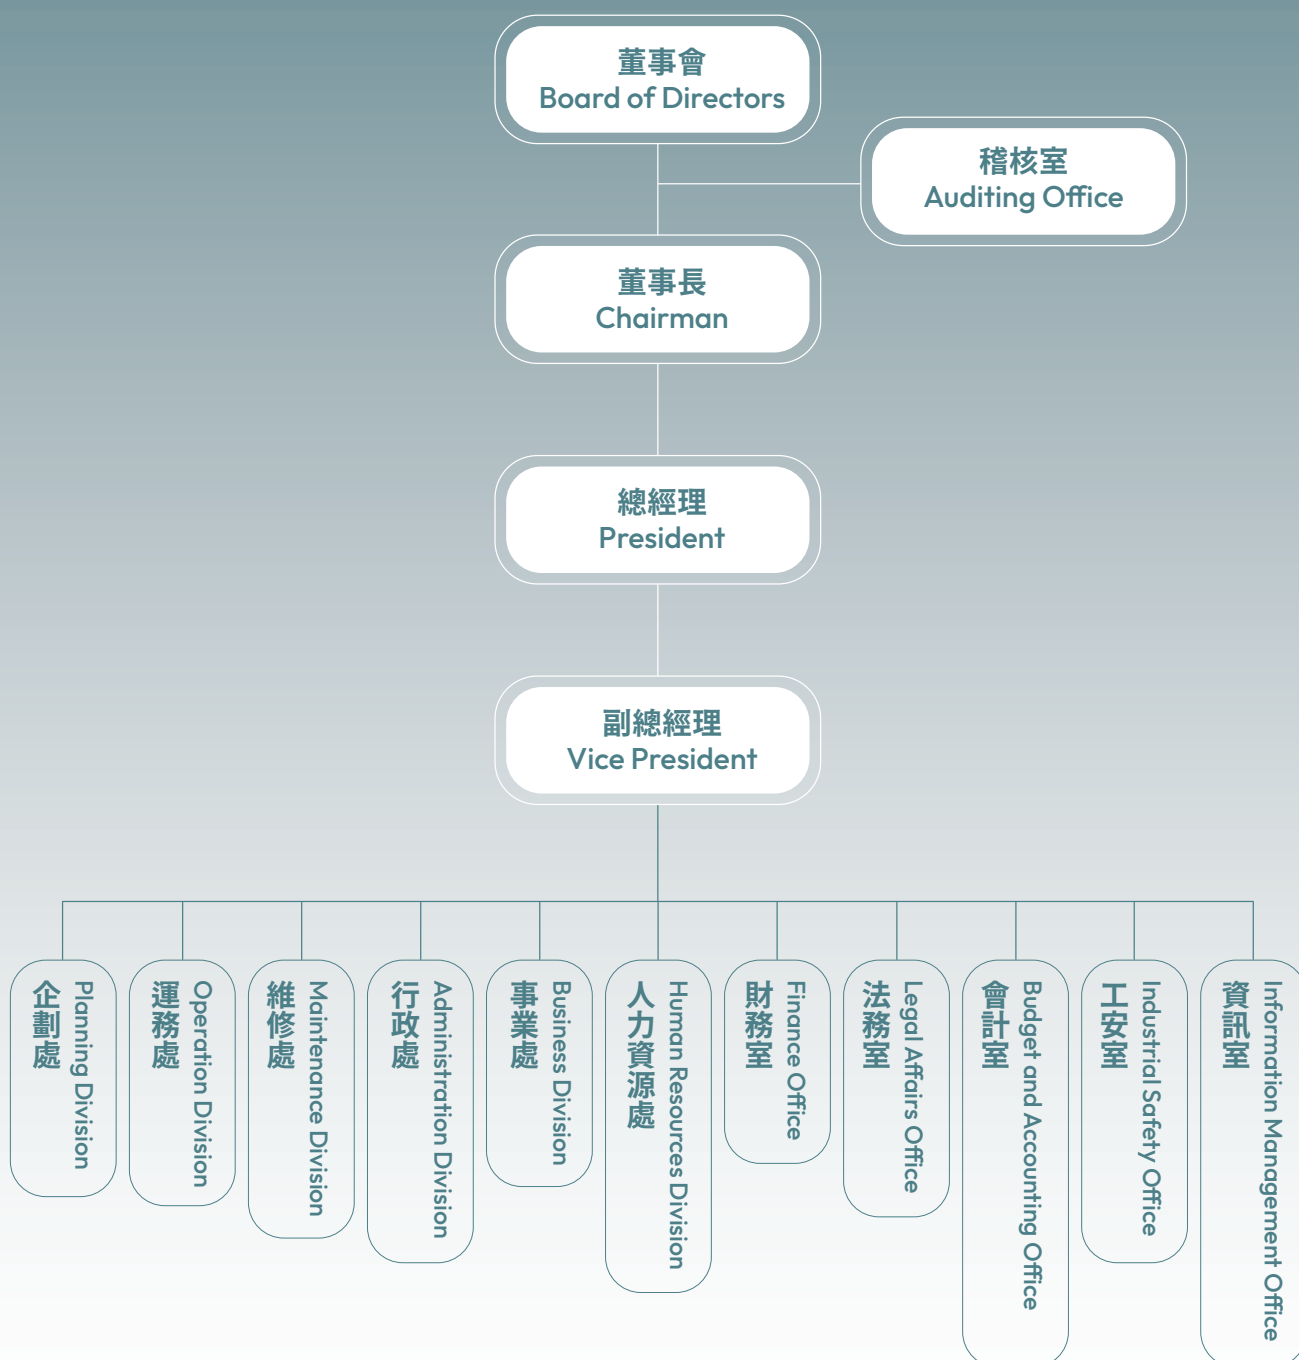 董事會
Board of Directors
稽核室
Auditing Office
董事長
Chairman
總經理
President
副總經理
Vice President
企劃處
Planning Division
運務處
Operation Division
維修處
Maintenance Division
行政處
Administration Division
事業處
Business Division
人力資源處
Human Resources Division
財務室
Finance Office
法務室
Legal Affairs Office
會計室
Budget and Accounting Office
工安室
Industrial Safety Office
資訊室
Information Management Office